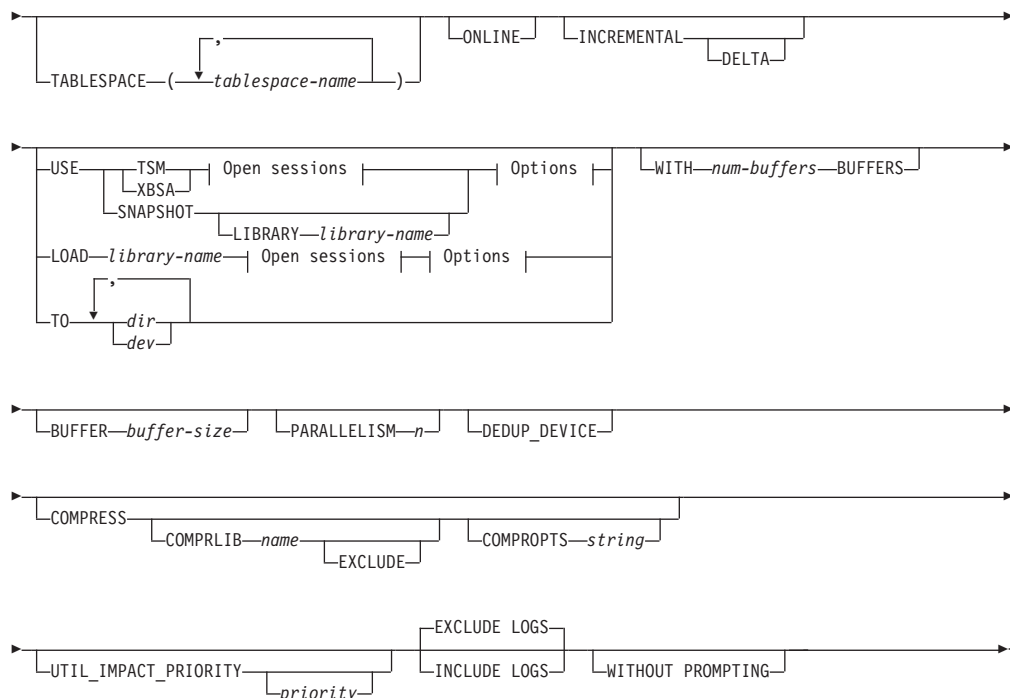 ,
ONLINE INCREMENTAL
DELTA
TABLESPACE ( tablespace-name )
USE TSM Open sessions Options WITH num-buffers BUFFERS
XBSA
SNAPSHOT
LIBRARY library-name
LOAD library-name Open sessions Options
,
TO dir
dev
BUFFER buffer-size PARALLELISM n DEDUP_DEVICE
COMPRESS
COMPRLIB name COMPROPTS string
EXCLUDE
EXCLUDE LOGS
UTIL_IMPACT_PRIORITY INCLUDE LOGS WITHOUT PROMPTING
priority